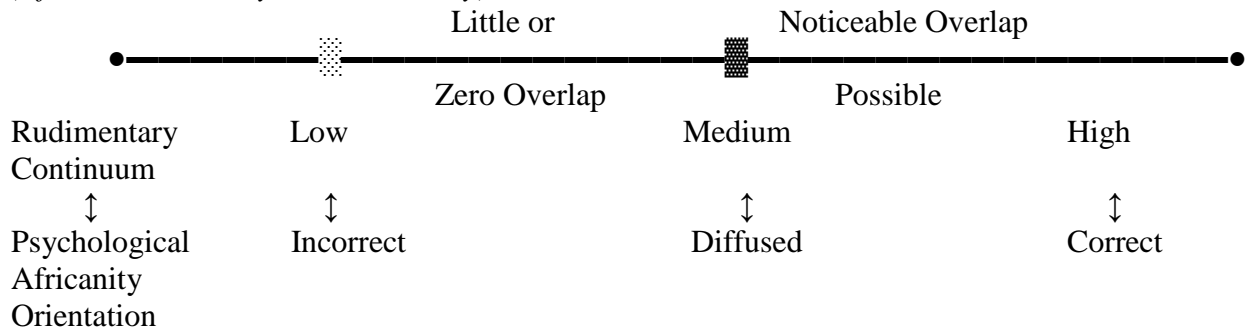 Little or Noticeable Overlap
Zero Overlap Possible
Rudimentary Low Medium High
Continuum
↕ ↕ ↕ ↕
Psychological Incorrect Diffused Correct
Africanity
Orientation